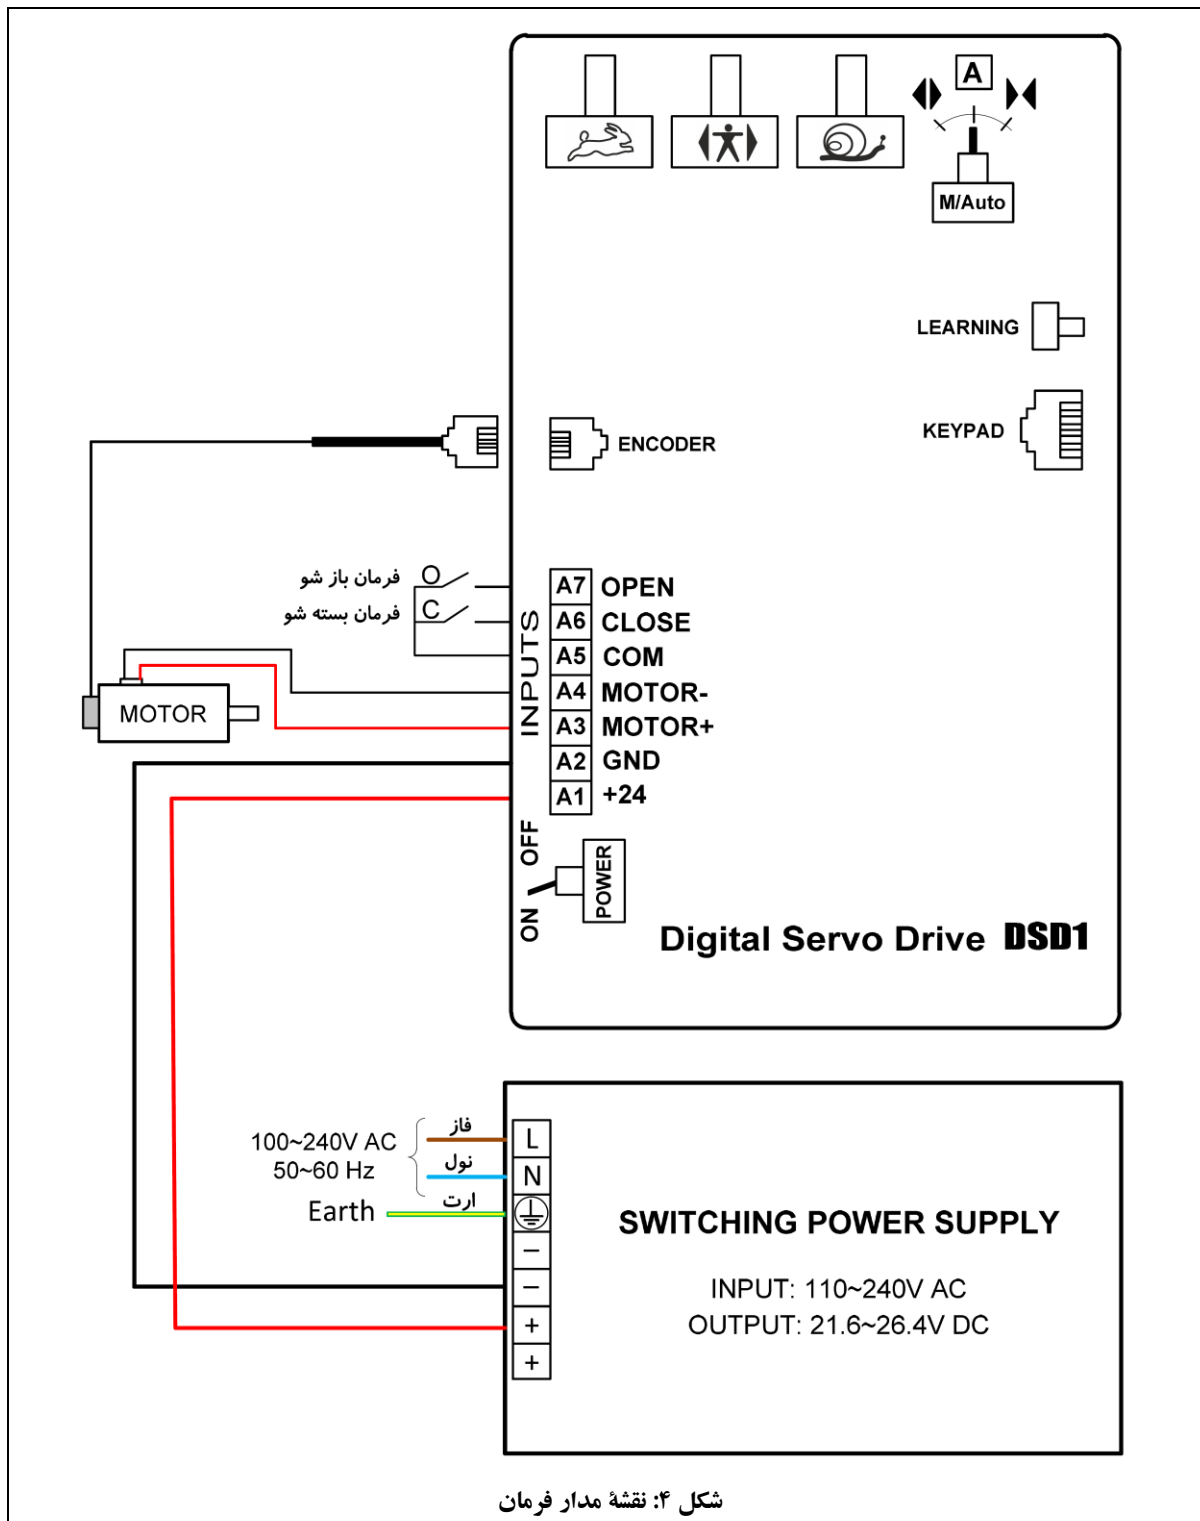 A
M/Auto
LEARNING
KEYPAD
ENCODER
فرمان باز شو
O
فرمان بسته شو
C
INPUTS
A7 OPEN
A6 CLOSE
A5 COM
A4 MOTOR-
A3 MOTOR+
A2 GND
A1 +24
MOTOR
OFF
ON
POWER
Digital Servo Drive DSD1
100~240V AC
50~60 Hz
فاز
نول
ارت
Earth
L
N
−
−
+
+
SWITCHING POWER SUPPLY
INPUT: 110~240V AC
OUTPUT: 21.6~26.4V DC
شکل ۴: نقشهٔ مدار فرمان